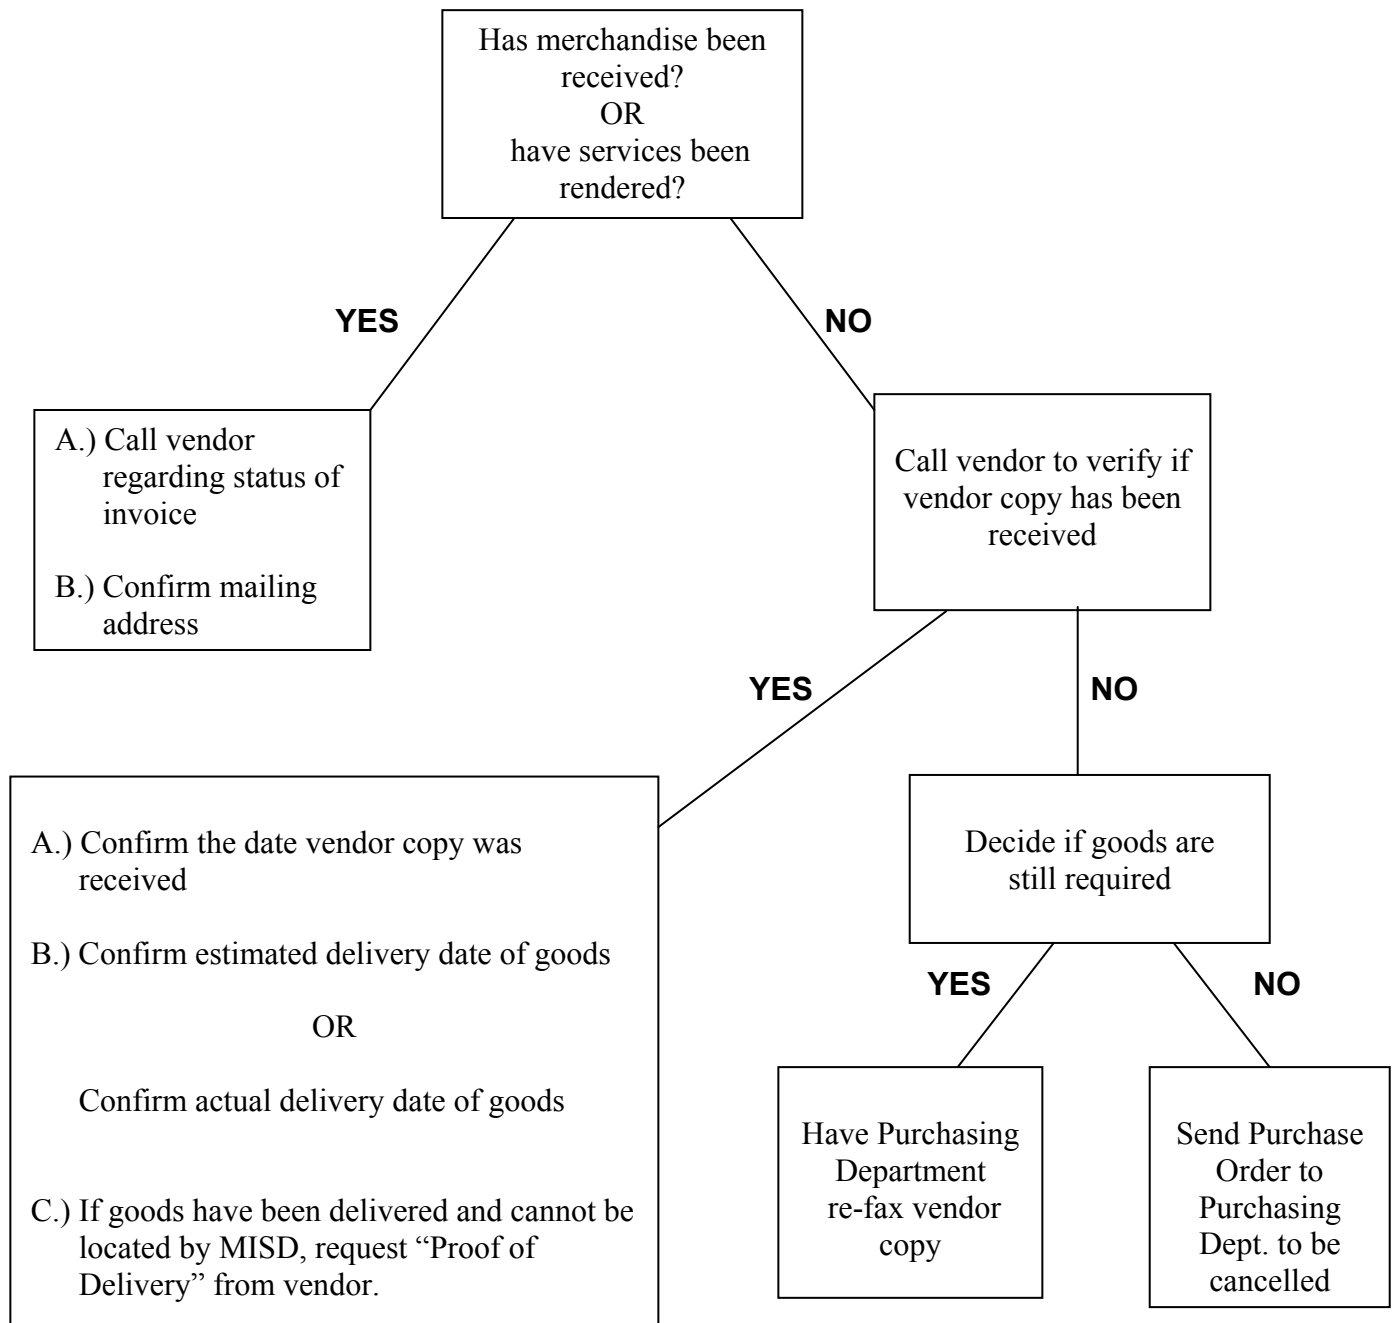 Has merchandise been
received?
OR
have services been
rendered?
YES
NO
A.) Call vendor
regarding status of
invoice
B.) Confirm mailing
address
Call vendor to verify if
vendor copy has been
received
YES
NO
A.) Confirm the date vendor copy was
received
B.) Confirm estimated delivery date of goods
OR
Confirm actual delivery date of goods
C.) If goods have been delivered and cannot be
located by MISD, request “Proof of
Delivery” from vendor.
Decide if goods are
still required
YES
NO
Have Purchasing
Department
re-fax vendor
copy
Send Purchase
Order to
Purchasing
Dept. to be
cancelled